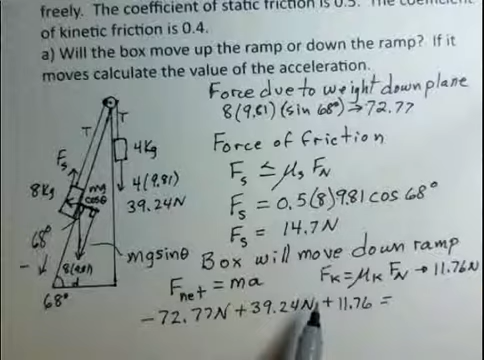 freely. The coefficient of static friction is 0.5. The coefficient
of kinetic friction is 0.4.
a) Will the box move up the ramp or down the ramp? If it
moves calculate the value of the acceleration.
Force due to weight down plane
8(9.81)(sin 68°) → 72.77
Force of friction
Fs ≤ μs FN
Fs = 0.5(8)9.81 cos 68°
Fs = 14.7N
Box will move down ramp
Fnet = ma
FK = μK FN → 11.76N
-72.77N + 39.24N + 11.76 =
T
T
Fs
4Kg
8Kg
mg
cosθ
4(9.81)
39.24N
68°
mg sinθ
-
8(9.81)
68°